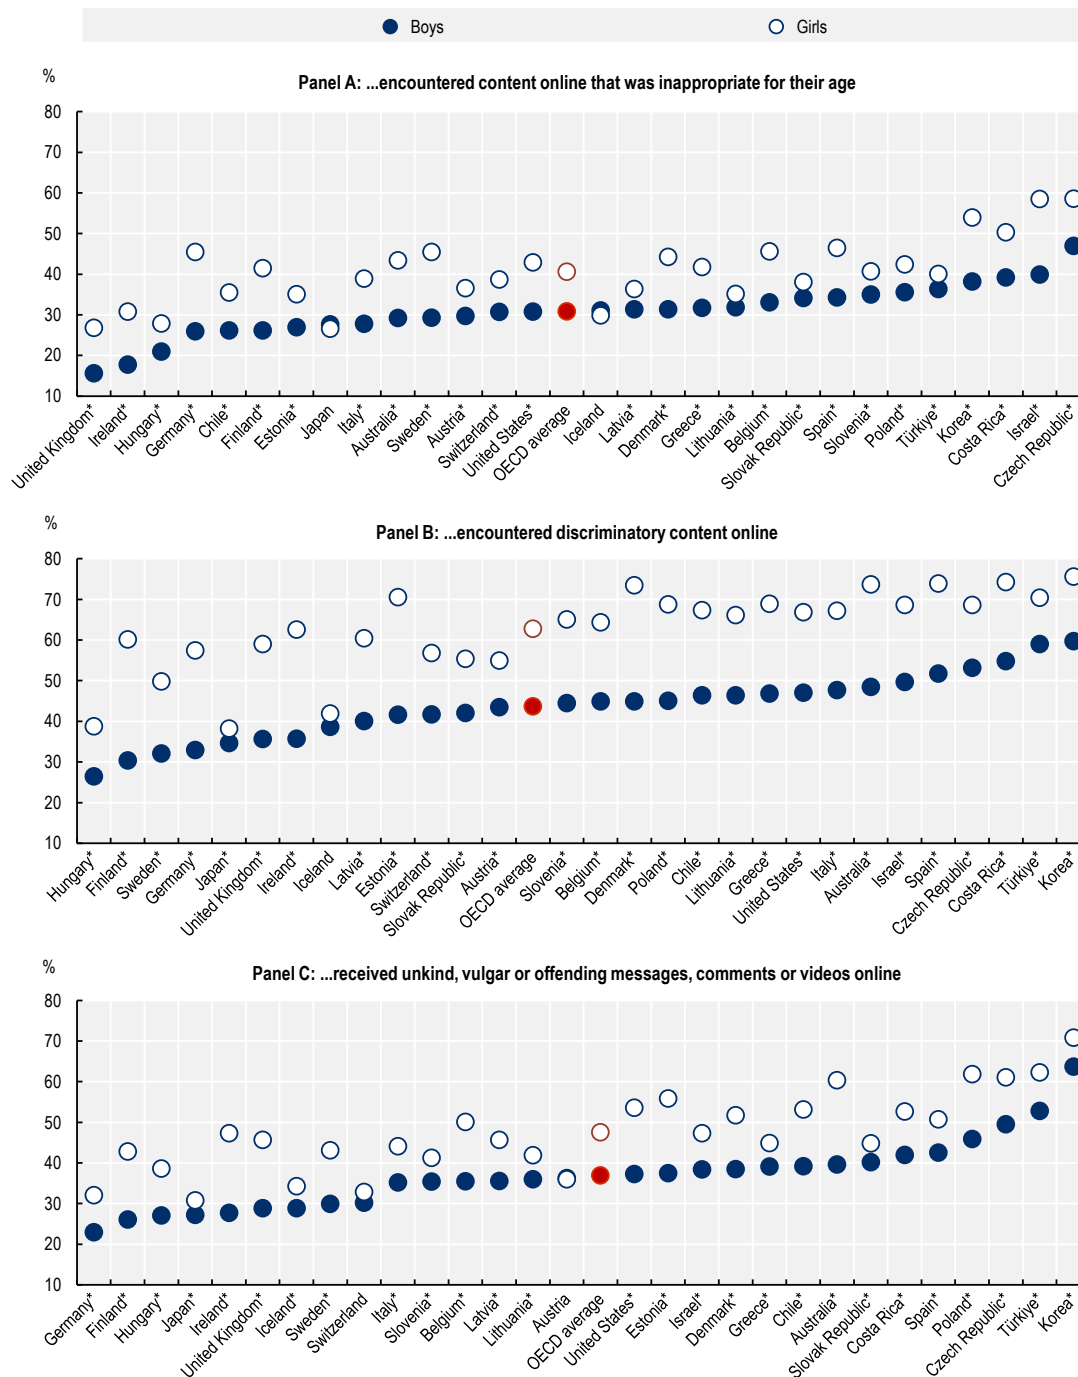 Boys Girls
%
Panel A: ...encountered content online that was inappropriate for their age
80
70
60
50
40
30
20
10
United Kingdom*
Ireland*
Hungary*
Germany*
Chile*
Finland*
Estonia*
Japan
Italy*
Australia*
Sweden*
Austria*
Switzerland*
United States*
OECD average
Iceland
Latvia*
Denmark*
Greece*
Lithuania*
Belgium*
Slovak Republic*
Spain*
Slovenia*
Poland*
Türkiye*
Korea*
Costa Rica*
Israel*
Czech Republic*
%
Panel B: ...encountered discriminatory content online
80
70
60
50
40
30
20
10
Hungary*
Finland*
Sweden*
Germany*
Japan*
United Kingdom*
Ireland*
Iceland
Latvia*
Estonia*
Switzerland*
Slovak Republic*
Austria*
OECD average
Slovenia*
Belgium*
Denmark*
Poland*
Chile*
Lithuania*
Greece*
United States*
Italy*
Australia*
Israel*
Spain*
Czech Republic*
Costa Rica*
Türkiye*
Korea*
%
Panel C: ...received unkind, vulgar or offending messages, comments or videos online
80
70
60
50
40
30
20
10
Germany*
Finland*
Hungary*
Japan*
Ireland*
United Kingdom*
Iceland*
Sweden*
Switzerland
Italy*
Slovenia*
Belgium*
Latvia*
Lithuania*
Austria
OECD average
United States*
Estonia*
Israel*
Denmark*
Greece*
Chile*
Australia*
Slovak Republic*
Costa Rica*
Spain*
Poland*
Czech Republic*
Türkiye*
Korea*